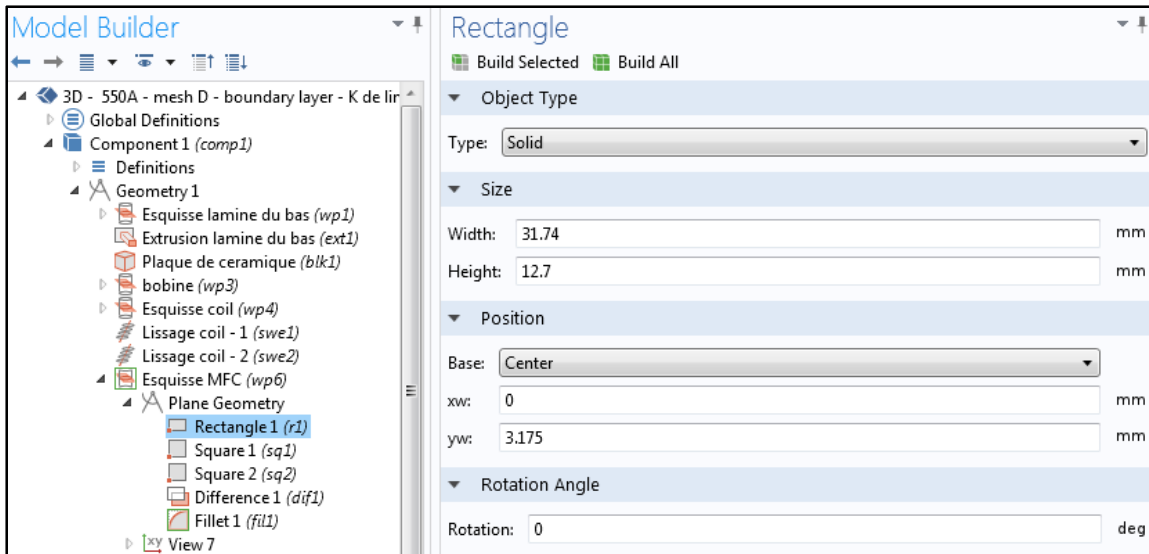 Model Builder
3D - 550A - mesh D - boundary layer - K de lir
Global Definitions
Component 1 (comp1)
Definitions
Geometry 1
Esquisse lamine du bas (wp1)
Extrusion lamine du bas (ext1)
Plaque de ceramique (blk1)
bobine (wp3)
Esquisse coil (wp4)
Lissage coil - 1 (swe1)
Lissage coil - 2 (swe2)
Esquisse MFC (wp6)
Plane Geometry
Rectangle 1 (r1)
Square 1 (sq1)
Square 2 (sq2)
Difference 1 (dif1)
Fillet 1 (fil1)
xy View 7
Rectangle
Build Selected Build All
Object Type
Type: Solid
Size
Width: 31.74 mm
Height: 12.7 mm
Position
Base: Center
xw: 0 mm
yw: 3.175 mm
Rotation Angle
Rotation: 0 deg